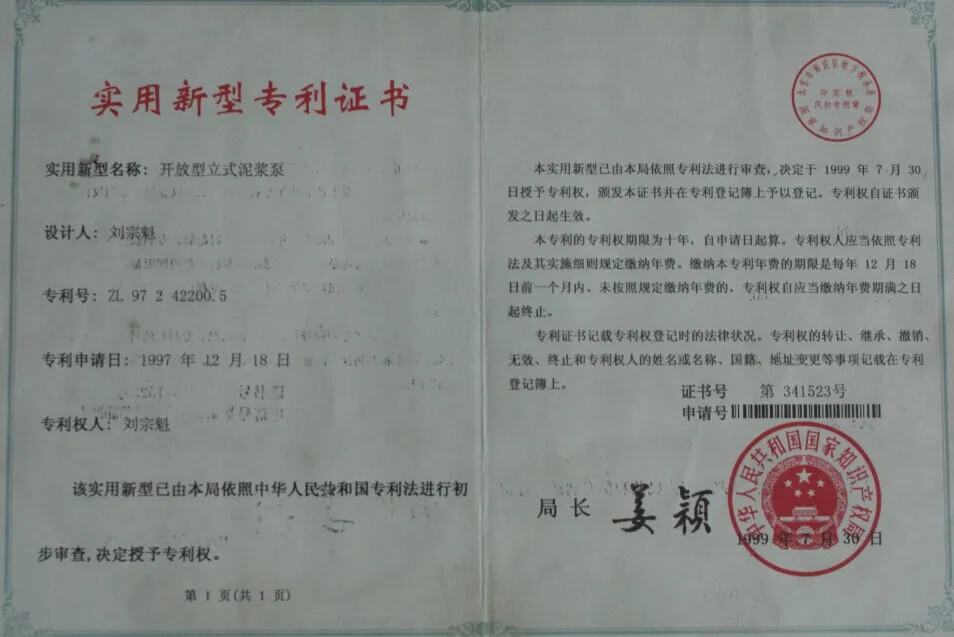 实用新型专利证书
实用新型名称：开放型立式泥浆泵
设计人：刘宗魁
专利号：ZL 97 2 42200.5
专利申请日：1997 年 12 月 18 日
专利权人：刘宗魁
该实用新型已由本局依照中华人民共和国专利法进行初
步审查,决定授予专利权。
第 1 页(共 1 页)
印花税
代扣专用章
国家知识产权局
本实用新型已由本局依照专利法进行审查,决定于 1999 年 7 月 30
日授予专利权，颁发本证书并在专利登记簿上予以登记。专利权自证书颁
发之日起生效。
本专利的专利权期限为十年，自申请日起算。专利权人应当依照专利
法及其实施细则规定缴纳年费。缴纳本专利年费的期限是每年 12 月 18
日前一个月内。未按照规定缴纳年费的，专利权自应当缴纳年费期满之日
起终止。
专利证书记载专利权登记时的法律状况。专利权的转让、继承、撤销、
无效、终止和专利权人的姓名或名称、国籍、地址变更等事项记载在专利
登记簿上。
证书号 第 341523号
申请号
局长 姜颖
中华人民共和国国家知识产权局
1999 年 7 月 30 日